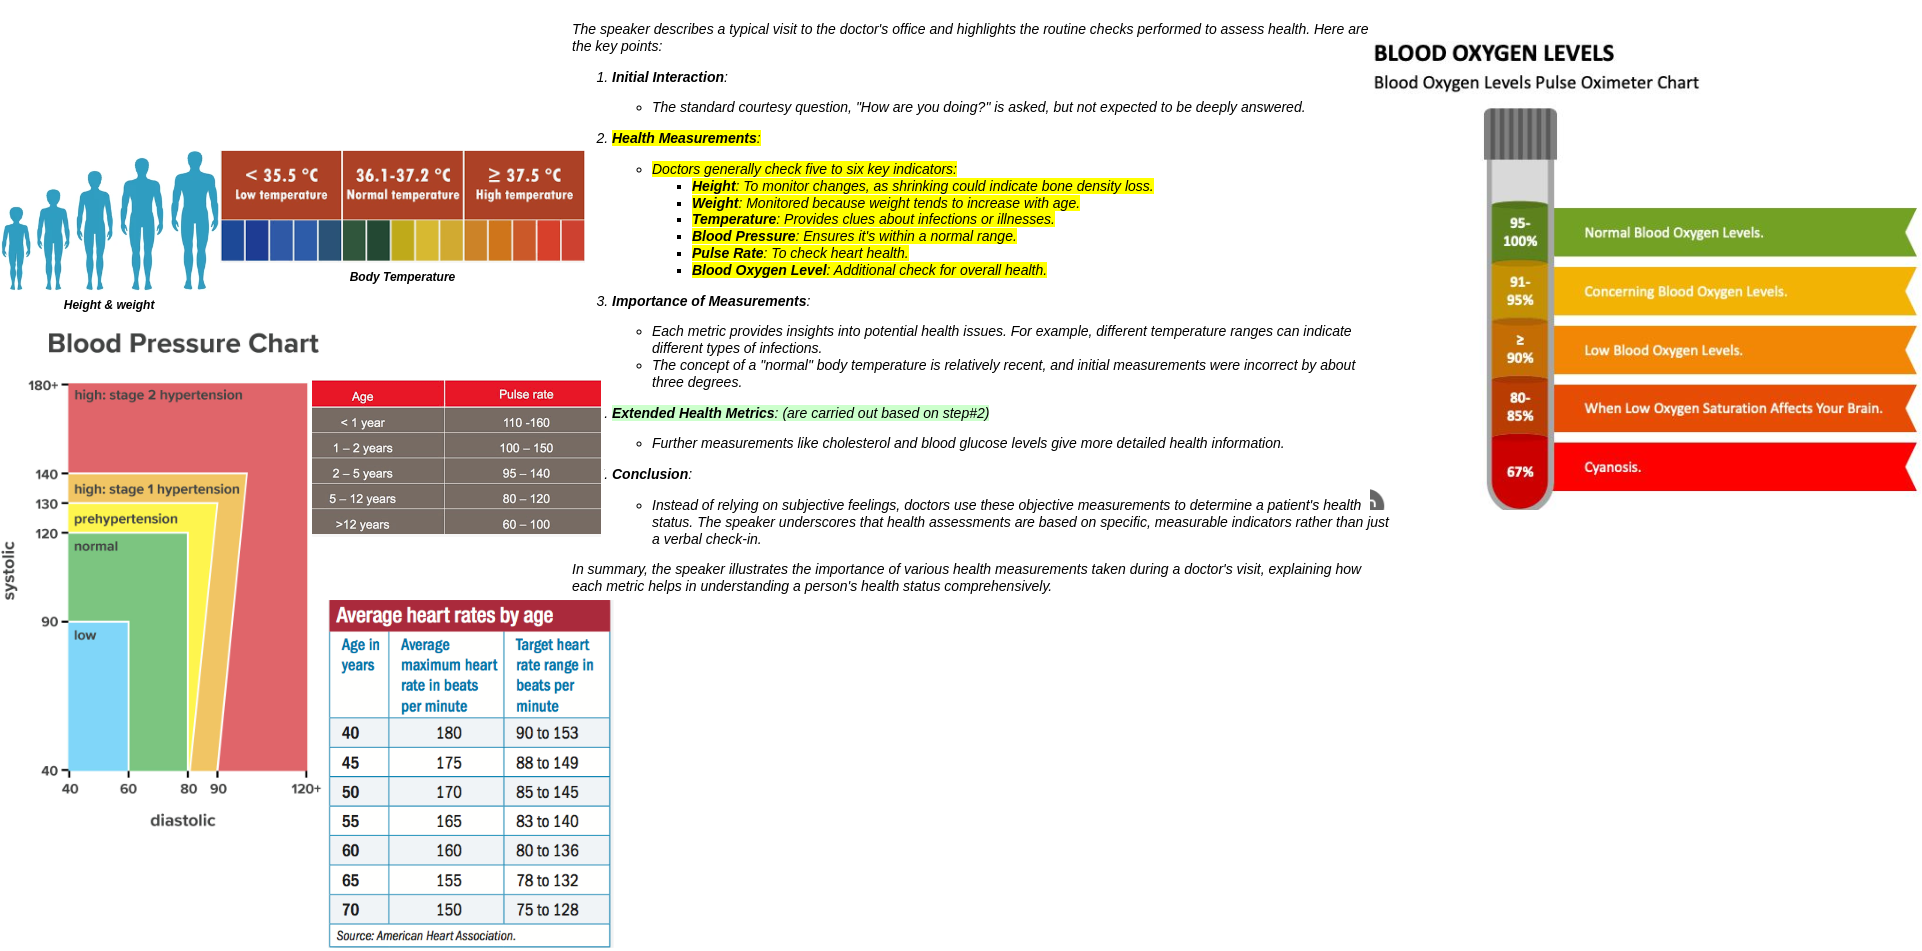 The speaker describes a typical visit to the doctor's office and highlights the routine checks performed to assess health. Here are
the key points:
1. Initial Interaction:
The standard courtesy question, "How are you doing?" is asked, but not expected to be deeply answered.
2. Health Measurements:
Doctors generally check five to six key indicators:
Height: To monitor changes, as shrinking could indicate bone density loss.
Weight: Monitored because weight tends to increase with age.
Temperature: Provides clues about infections or illnesses.
Blood Pressure: Ensures it's within a normal range.
Pulse Rate: To check heart health.
Blood Oxygen Level: Additional check for overall health.
3. Importance of Measurements:
Each metric provides insights into potential health issues. For example, different temperature ranges can indicate
different types of infections.
The concept of a "normal" body temperature is relatively recent, and initial measurements were incorrect by about
three degrees.
. Extended Health Metrics: (are carried out based on step#2)
Further measurements like cholesterol and blood glucose levels give more detailed health information.
. Conclusion:
Instead of relying on subjective feelings, doctors use these objective measurements to determine a patient's health
status. The speaker underscores that health assessments are based on specific, measurable indicators rather than just
a verbal check-in.
In summary, the speaker illustrates the importance of various health measurements taken during a doctor's visit, explaining how
each metric helps in understanding a person's health status comprehensively.
Height & weight
< 35.5 °C 36.1-37.2 °C ≥ 37.5 °C
Low temperature Normal temperature High temperature
Body Temperature
Blood Pressure Chart
180+
high: stage 2 hypertension
140
high: stage 1 hypertension
130
prehypertension
120
normal
90
low
40
systolic
40 60 80 90 120+
diastolic
Age Pulse rate
< 1 year 110 -160
1 – 2 years 100 – 150
2 – 5 years 95 – 140
5 – 12 years 80 – 120
>12 years 60 – 100
Average heart rates by age
Age in
years
Average
maximum heart
rate in beats
per minute
Target heart
rate range in
beats per
minute
40 180 90 to 153
45 175 88 to 149
50 170 85 to 145
55 165 83 to 140
60 160 80 to 136
65 155 78 to 132
70 150 75 to 128
Source: American Heart Association.
BLOOD OXYGEN LEVELS
Blood Oxygen Levels Pulse Oximeter Chart
95-
100%
Normal Blood Oxygen Levels.
91-
95%
Concerning Blood Oxygen Levels.
≥
90%
Low Blood Oxygen Levels.
80-
85%
When Low Oxygen Saturation Affects Your Brain.
67%
Cyanosis.